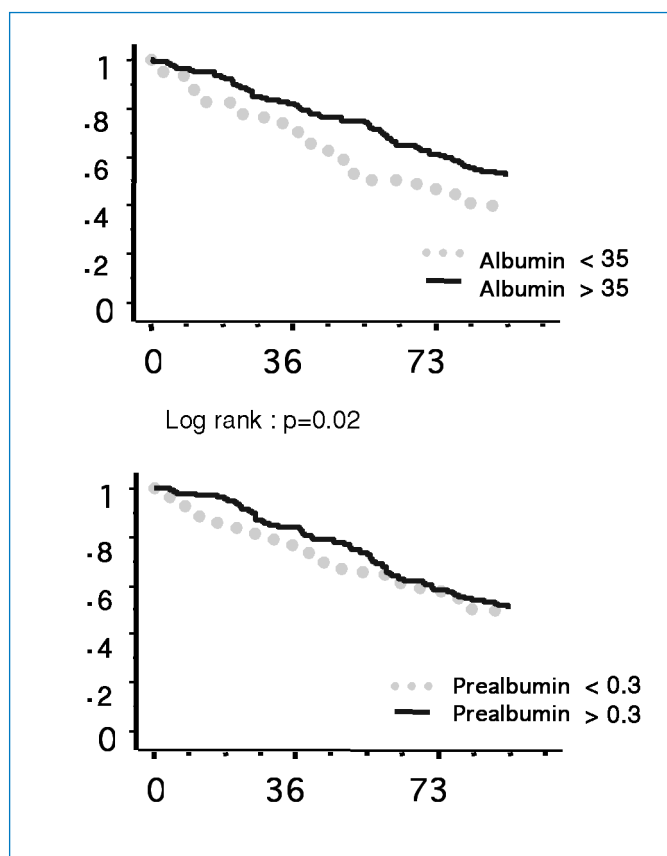 1
.8
.6
.4
.2
0
Albumin < 35
Albumin > 35
0 36 73
Log rank : p=0.02
1
.8
.6
.4
.2
0
Prealbumin < 0.3
Prealbumin > 0.3
0 36 73